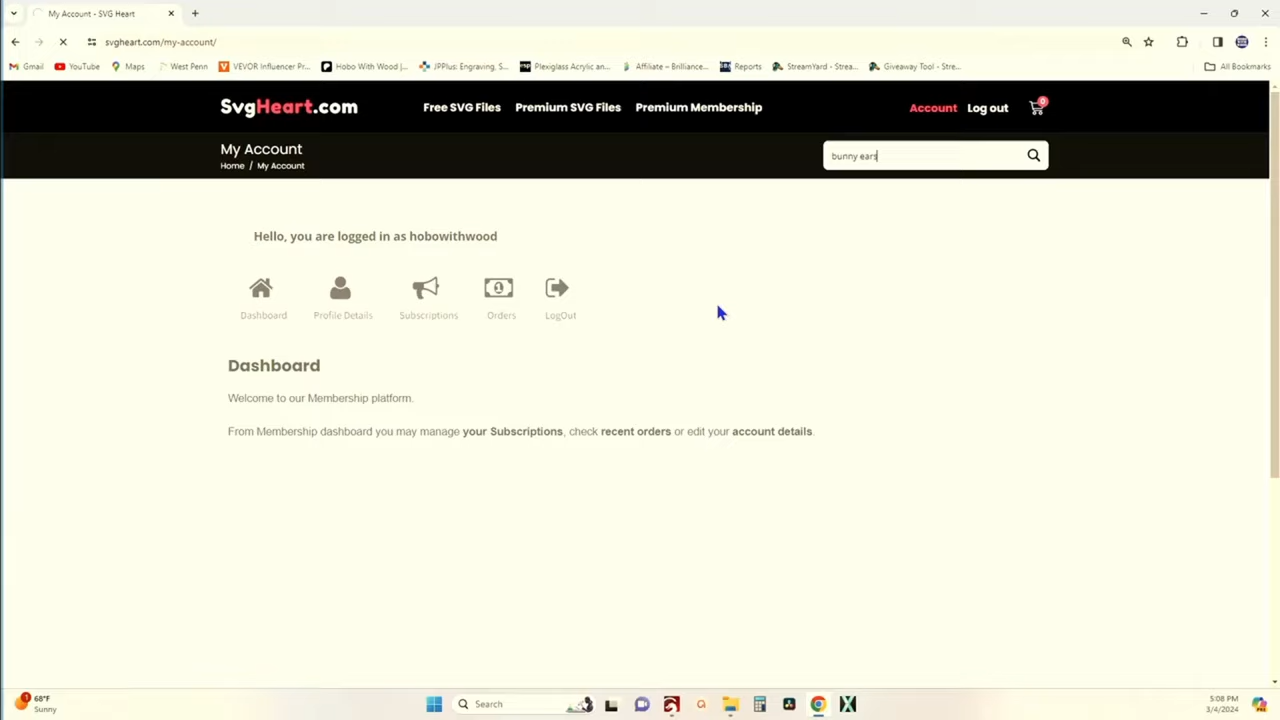 My Account - SVG Heart
svgheart.com/my-account/
Gmail
YouTube
Maps
West Penn
VEVOR Influencer Pr...
Hobo With Wood |...
JPPlus: Engraving, S...
Plexiglass Acrylic an...
Affiliate – Brilliance...
Reports
StreamYard - Strea...
Giveaway Tool - Stre...
All Bookmarks
SvgHeart.com
Free SVG Files
Premium SVG Files
Premium Membership
Account
Log out
0
My Account
Home / My Account
bunny ears
Hello, you are logged in as hobowithwood
Dashboard
Profile Details
Subscriptions
Orders
LogOut
Dashboard
Welcome to our Membership platform.
From Membership dashboard you may manage your Subscriptions, check recent orders or edit your account details.
1
68°F
Sunny
Search
5:08 PM
3/4/2024